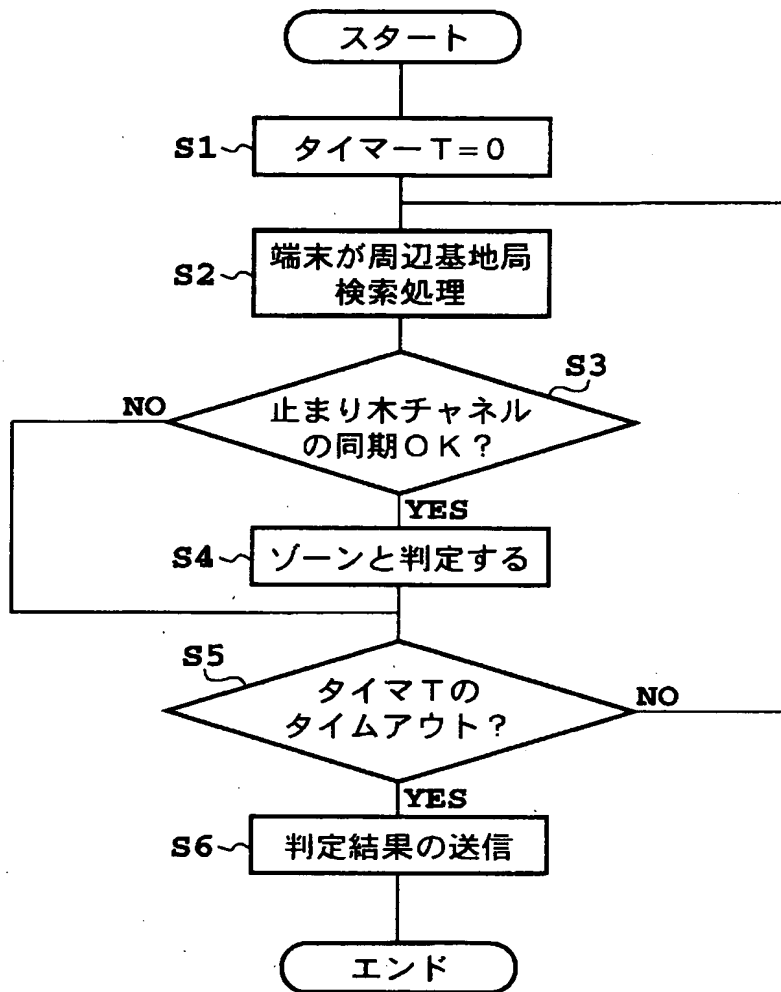 スタート
S1
タイマーT=0
S2
端末が周辺基地局
検索処理
S3
NO
止まり木チャネル
の同期OK?
YES
S4
ゾーンと判定する
S5
タイマTの
タイムアウト?
NO
YES
S6
判定結果の送信
エンド